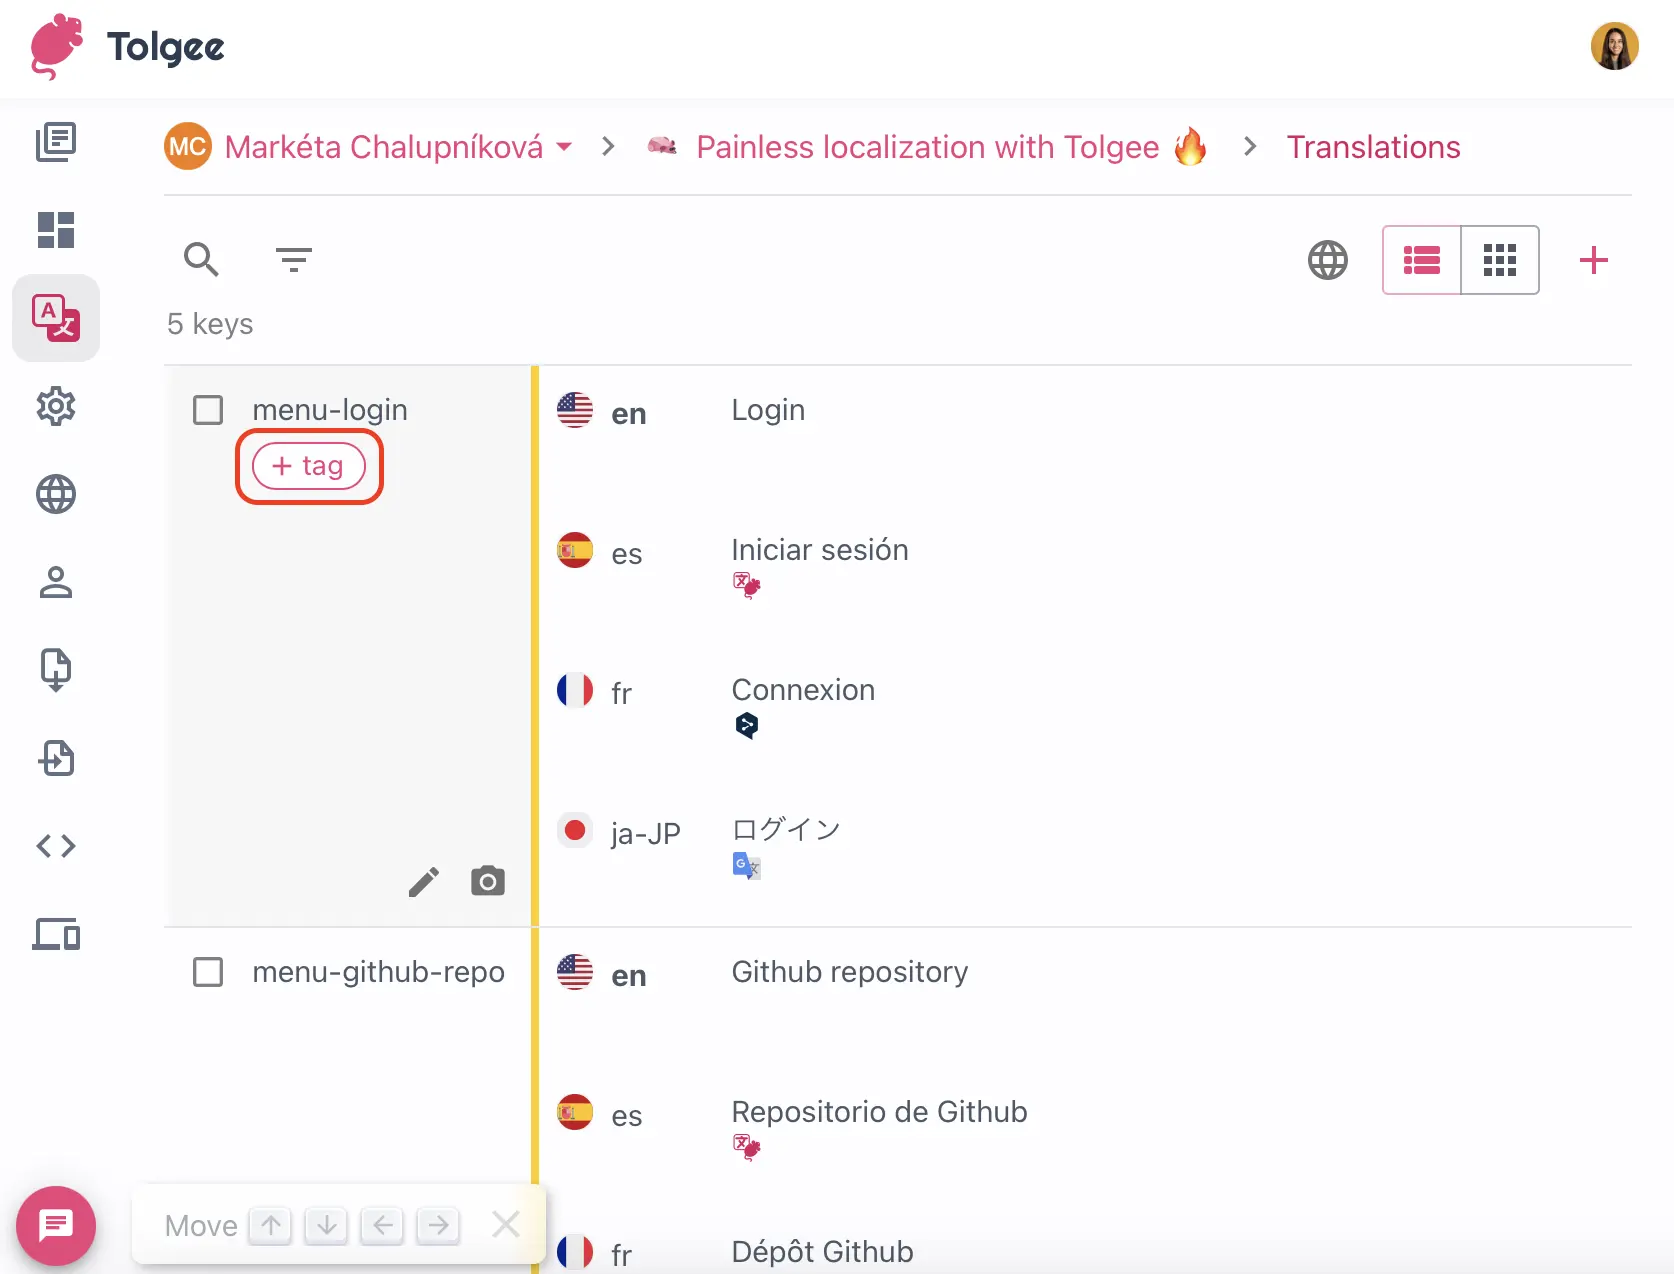 Tolgee
MC Markéta Chalupníková > Painless localization with Tolgee 🔥 > Translations
5 keys
menu-login
+ tag
en Login
es Iniciar sesión
fr Connexion
ja-JP ログイン
menu-github-repo
en Github repository
es Repositorio de Github
Move ↑ ↓ ← →
fr Dépôt Github